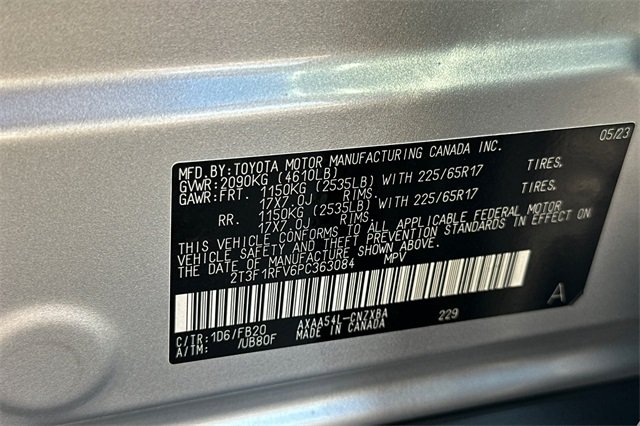 05/23
MFD. BY: TOYOTA MOTOR MANUFACTURING CANADA INC.
GVWR: 2090KG (4610LB)
GAWR: FRT. 1150KG (2535LB) WITH 225/65R17 TIRES.
17X7.0J RIMS.
RR. 1150KG (2535LB) WITH 225/65R17 TIRES.
17X7.0J RIMS.
THIS VEHICLE CONFORMS TO ALL APPLICABLE FEDERAL MOTOR
VEHICLE SAFETY AND THEFT PREVENTION STANDARDS IN EFFECT ON
THE DATE OF MANUFACTURE SHOWN ABOVE.
2T3F1RFV6PC363084 MPV
A
C/TR: 1D6/FB20 AXAA54L-CNZXBA 229
A/TM: /UB80F MADE IN CANADA